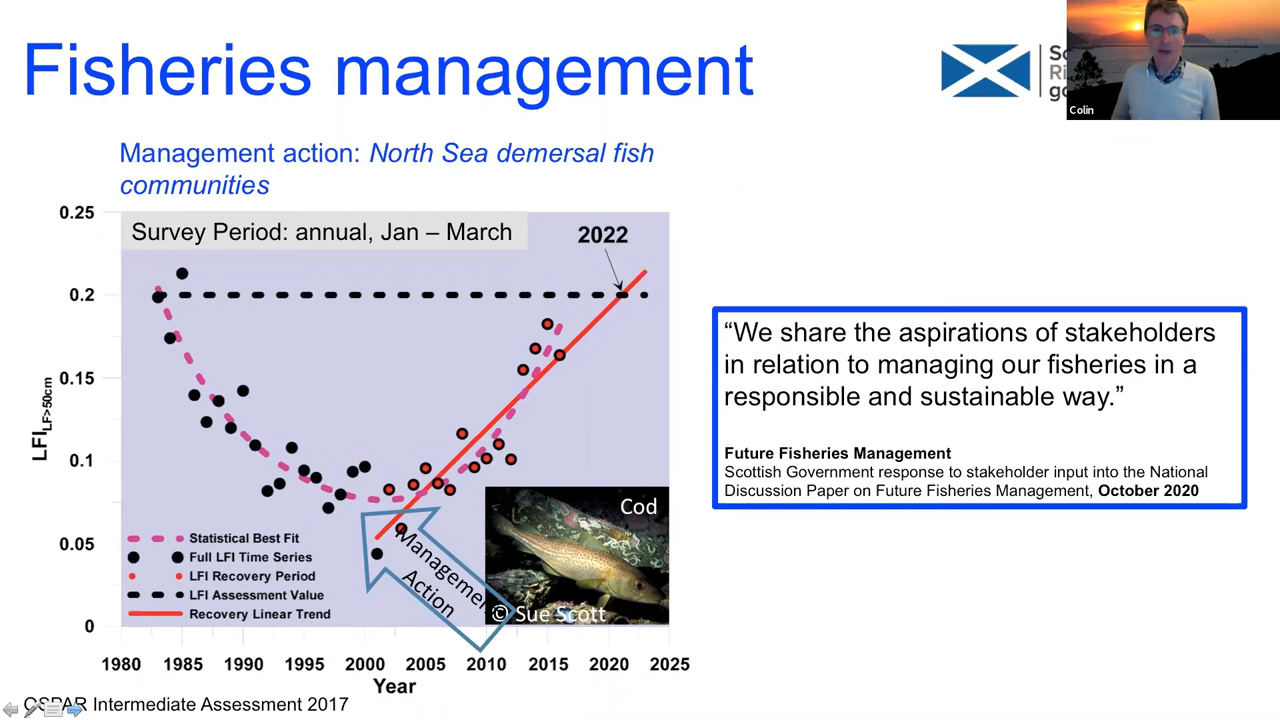 Fisheries management
Colin
Management action: North Sea demersal fish
communities
0.25
0.2
0.15
0.1
0.05
0
LFI LF>50cm
Survey Period: annual, Jan – March
2022
Cod
© Sue Scott
Management
Action
Statistical Best Fit
Full LFI Time Series
LFI Recovery Period
LFI Assessment Value
Recovery Linear Trend
1980 1985 1990 1995 2000 2005 2010 2015 2020 2025
Year
OSPAR Intermediate Assessment 2017
“We share the aspirations of stakeholders
in relation to managing our fisheries in a
responsible and sustainable way.”
Future Fisheries Management
Scottish Government response to stakeholder input into the National
Discussion Paper on Future Fisheries Management, October 2020